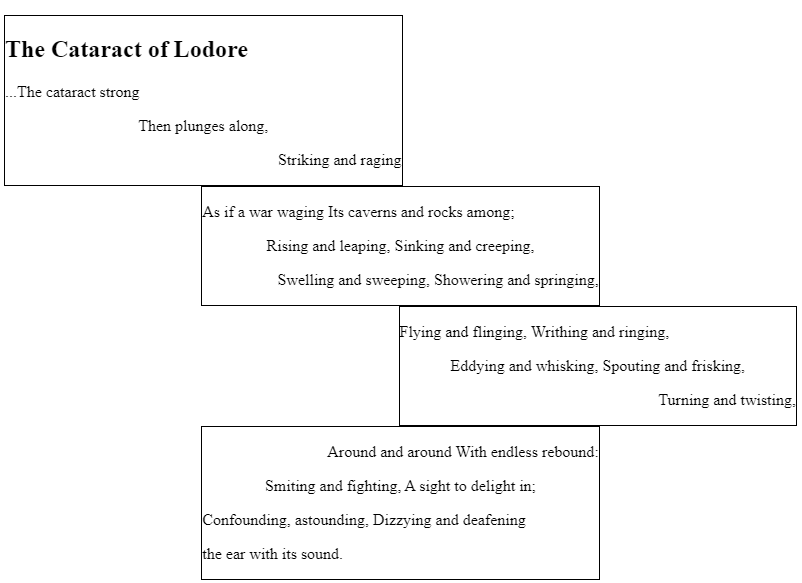 The Cataract of Lodore
...The cataract strong
Then plunges along,
Striking and raging
As if a war waging Its caverns and rocks among;
Rising and leaping, Sinking and creeping,
Swelling and sweeping, Showering and springing,
Flying and flinging, Writhing and ringing,
Eddying and whisking, Spouting and frisking,
Turning and twisting,
Around and around With endless rebound:
Smiting and fighting, A sight to delight in;
Confounding, astounding, Dizzying and deafening
the ear with its sound.